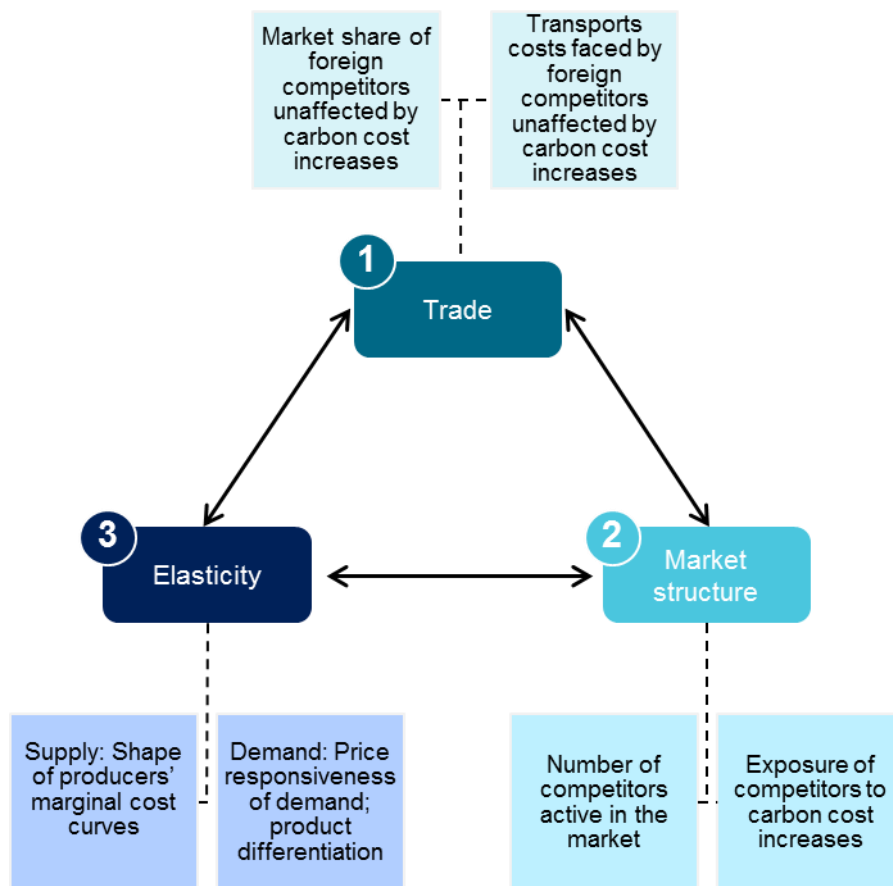 Market share of
foreign
competitors
unaffected by
carbon cost
increases
Transports
costs faced by
foreign
competitors
unaffected by
carbon cost
increases
1
Trade
3
Elasticity
2
Market
structure
Supply: Shape
of producers’
marginal cost
curves
Demand: Price
responsiveness
of demand;
product
differentiation
Number of
competitors
active in the
market
Exposure of
competitors to
carbon cost
increases